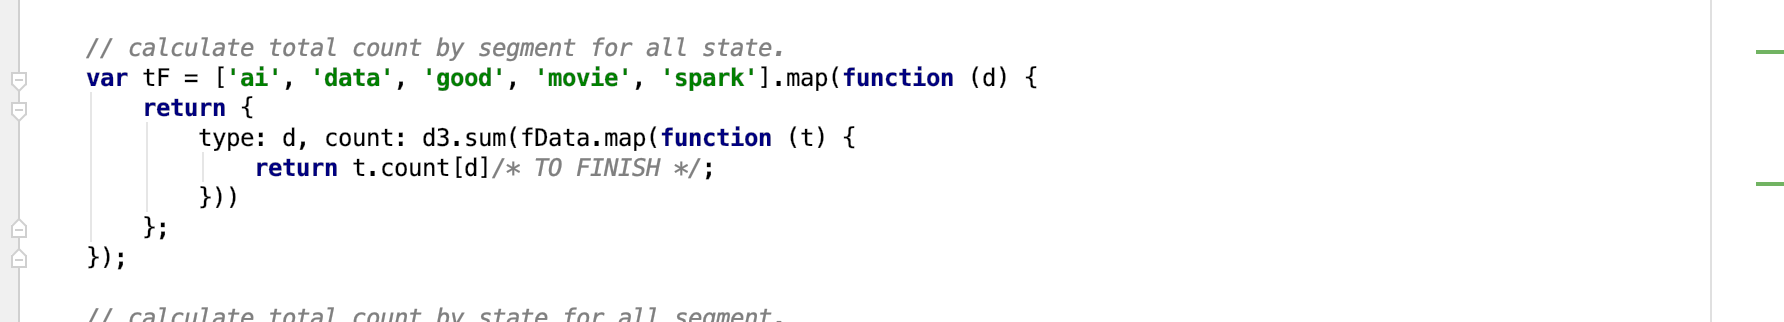 // calculate total count by segment for all state.
var tF = ['ai', 'data', 'good', 'movie', 'spark'].map(function (d) {
return {
type: d, count: d3.sum(fData.map(function (t) {
return t.count[d]/* TO FINISH */;
}))
};
});
// calculate total count by state for all segment.